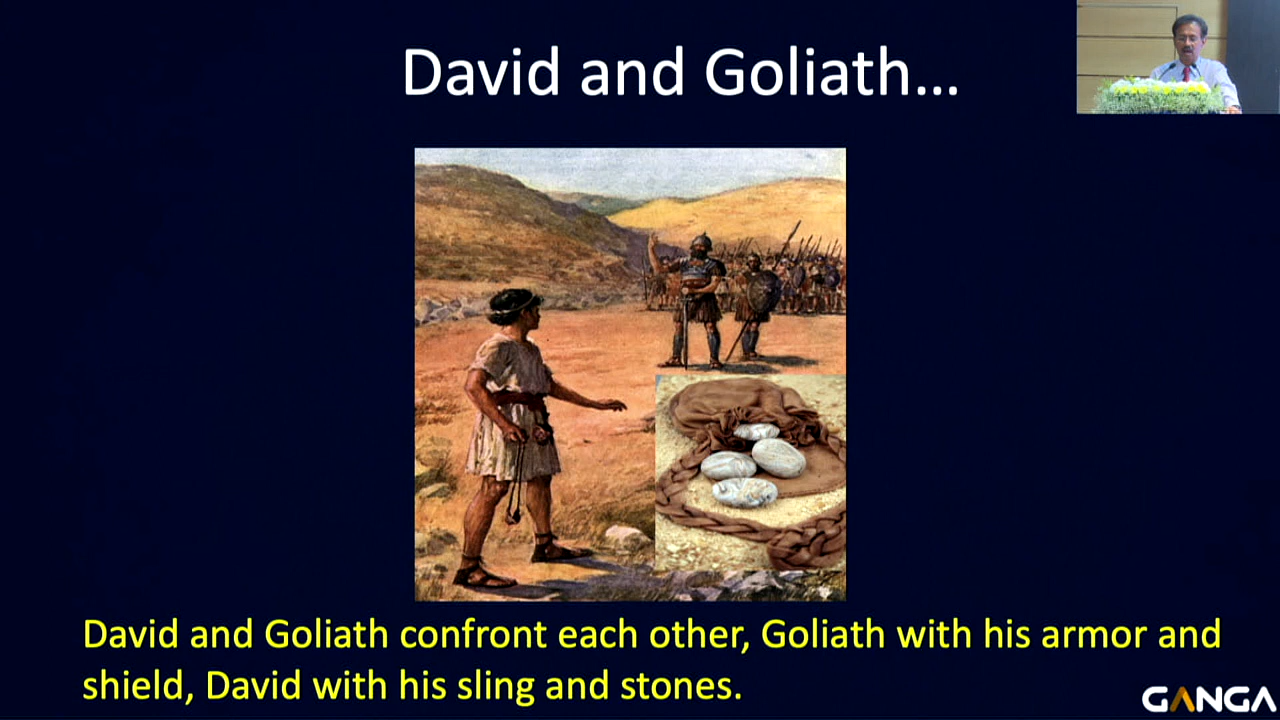 David and Goliath...
David and Goliath confront each other, Goliath with his armor and
shield, David with his sling and stones.
GANGA